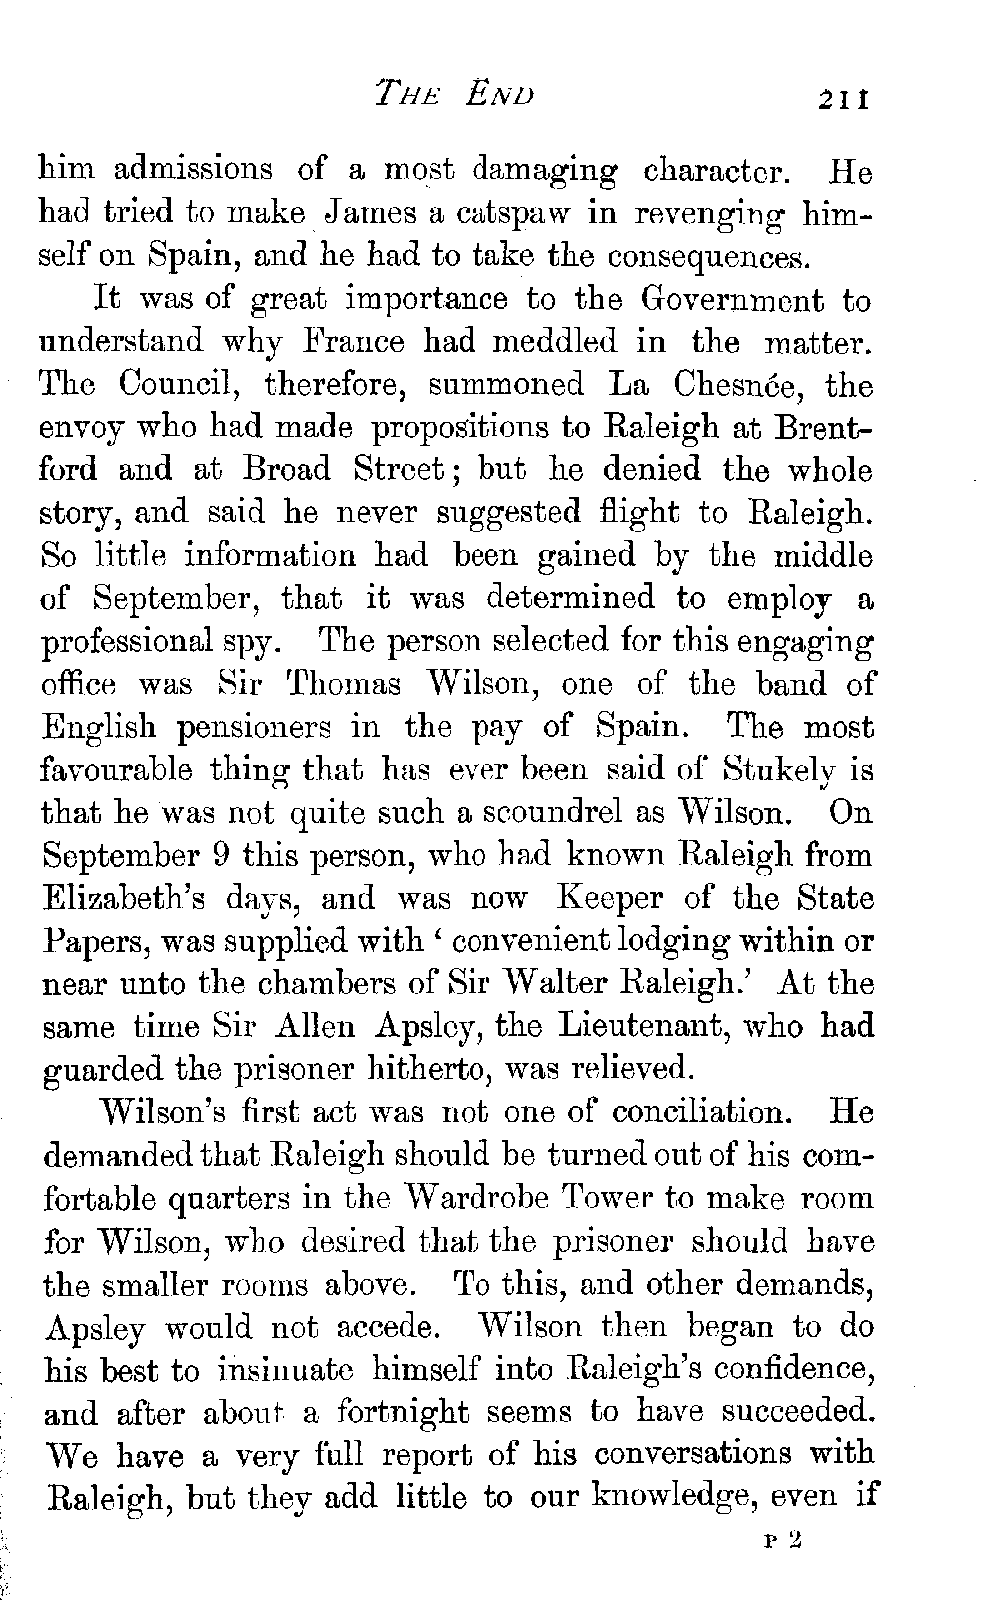 THE END 211
him admissions of a most damaging character. He
had tried to make James a catspaw in revenging him-
self on Spain, and he had to take the consequences.
It was of great importance to the Government to
understand why France had meddled in the matter.
The Council, therefore, summoned La Chesnée, the
envoy who had made propositions to Raleigh at Brent-
ford and at Broad Street; but he denied the whole
story, and said he never suggested flight to Raleigh.
So little information had been gained by the middle
of September, that it was determined to employ a
professional spy. The person selected for this engaging
office was Sir Thomas Wilson, one of the band of
English pensioners in the pay of Spain. The most
favourable thing that has ever been said of Stukely is
that he was not quite such a scoundrel as Wilson. On
September 9 this person, who had known Raleigh from
Elizabeth's days, and was now Keeper of the State
Papers, was supplied with ‘ convenient lodging within or
near unto the chambers of Sir Walter Raleigh.’ At the
same time Sir Allen Apsley, the Lieutenant, who had
guarded the prisoner hitherto, was relieved.
Wilson's first act was not one of conciliation. He
demanded that Raleigh should be turned out of his com-
fortable quarters in the Wardrobe Tower to make room
for Wilson, who desired that the prisoner should have
the smaller rooms above. To this, and other demands,
Apsley would not accede. Wilson then began to do
his best to insinuate himself into Raleigh's confidence,
and after about a fortnight seems to have succeeded.
We have a very full report of his conversations with
Raleigh, but they add little to our knowledge, even if
P 2